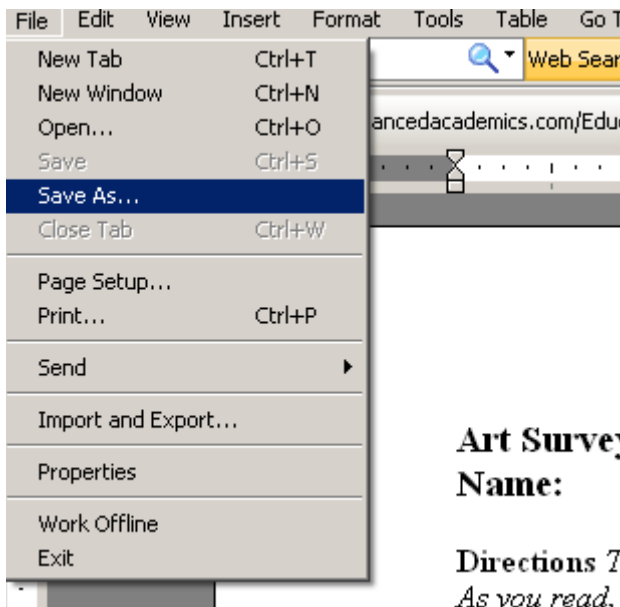 File Edit View Insert Format Tools Table Go
New Tab Ctrl+T
Web Sear
New Window Ctrl+N
Open... Ctrl+O
ancedacademics.com/Educ
Save Ctrl+S
Save As...
Close Tab Ctrl+W
Page Setup...
Print... Ctrl+P
Send
Import and Export...
Art Survey
Properties
Name:
Work Offline
Exit
Directions
As you read,